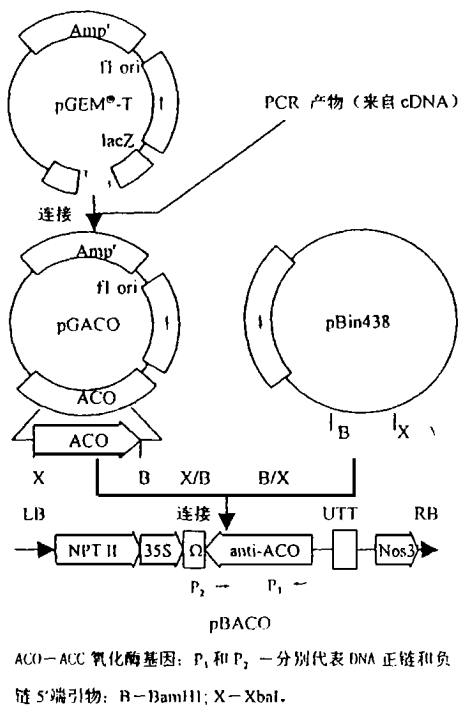 Amp'
f1 ori
pGEM®-T
lacZ
PCR 产物（来自 cDNA）
连接
Amp'
f1 ori
pGACO
ACO
pBin438
B
X
ACO
X
B
X/B
B/X
LB
连接
UTT
RB
NPT II
35S
Ω
anti-ACO
Nos3
P₂
P₁
pBACO
ACO－ACC 氧化酶基因；P₁和 P₂ －分别代表 DNA 正链和负
链 5'端引物；B－BamH1；X－XbaI.